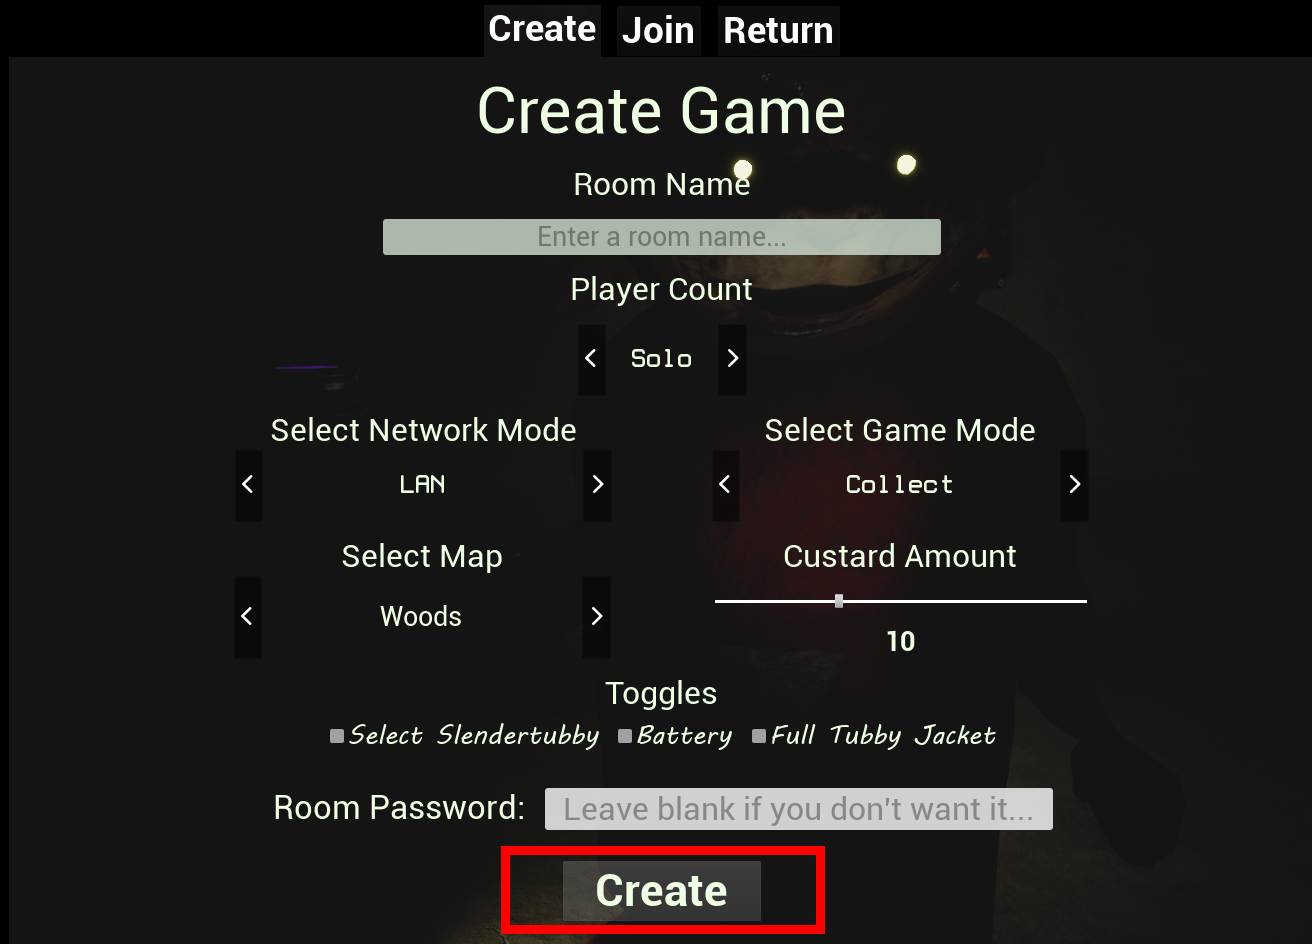 Create Join Return
Create Game
Room Name
Enter a room name...
Player Count
< Solo >
Select Network Mode Select Game Mode
< LAN > < Collect >
Select Map Custard Amount
< Woods >
10
Toggles
Select Slendertubby Battery Full Tubby Jacket
Room Password: Leave blank if you don't want it...
Create